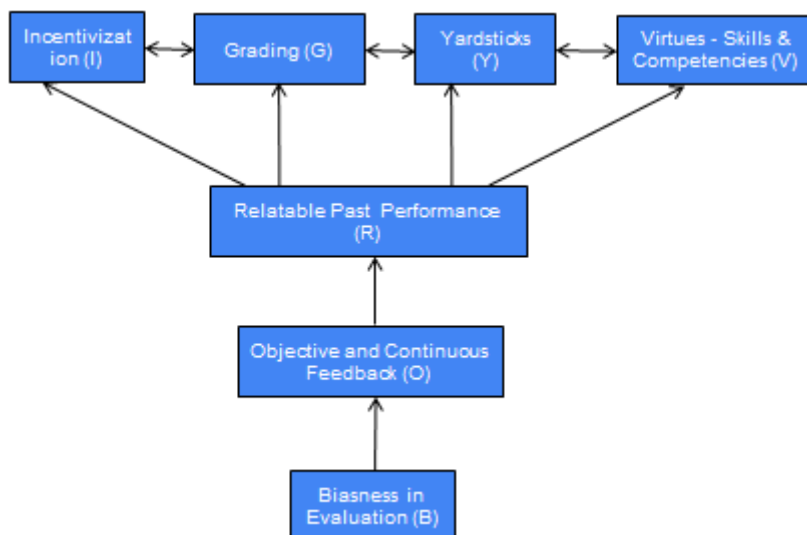 Incentivizat
ion (I)
Grading (G)
Yardsticks
(Y)
Virtues - Skills &
Competencies (V)
Relatable Past Performance
(R)
Objective and Continuous
Feedback (O)
Biasness in
Evaluation (B)